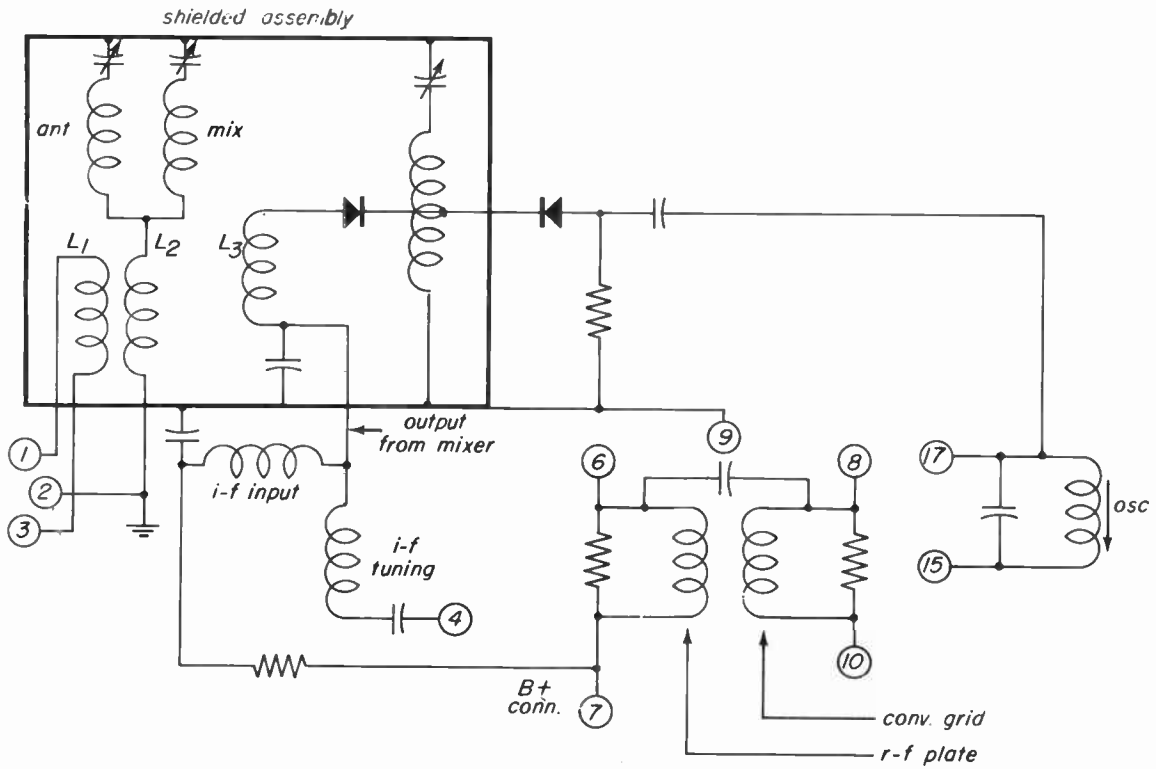 shielded assembly
ant
mix
L1
L2
L3
output
from mixer
1
2
3
i-f input
i-f
tuning
4
9
6
8
17
15
osc
10
B+
conn.
7
conv. grid
r-f plate